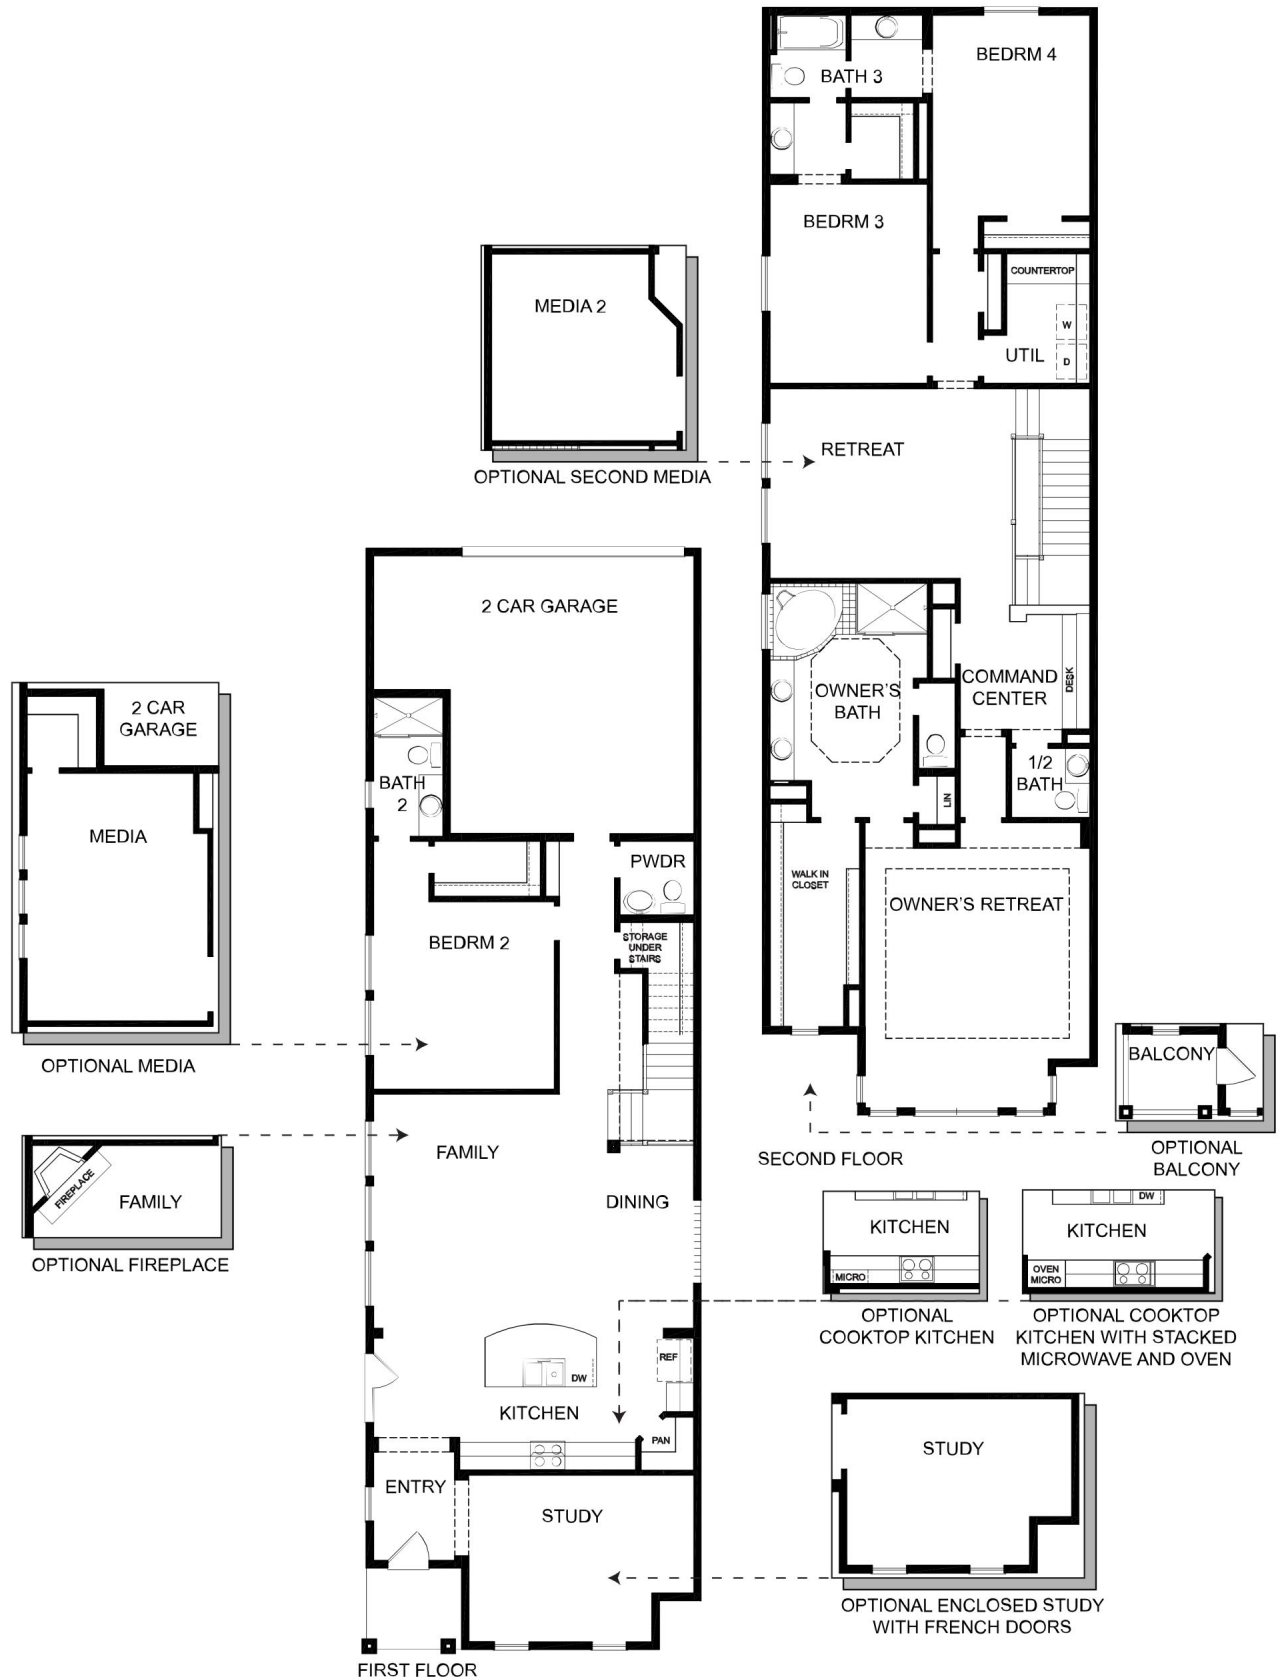 BEDRM 4
BATH 3
BEDRM 3
COUNTERTOP
W
D
UTIL
MEDIA 2
OPTIONAL SECOND MEDIA
RETREAT
COMMAND
CENTER
DESK
OWNER'S
BATH
1/2
BATH
LIN
WALK IN
CLOSET
OWNER'S RETREAT
SECOND FLOOR
BALCONY
OPTIONAL
BALCONY
2 CAR GARAGE
BATH
2
PWDR
BEDRM 2
STORAGE
UNDER
STAIRS
2 CAR
GARAGE
MEDIA
OPTIONAL MEDIA
FIREPLACE
FAMILY
OPTIONAL FIREPLACE
FAMILY
DINING
REF
DW
KITCHEN
PAN
ENTRY
STUDY
FIRST FLOOR
KITCHEN
MICRO
OPTIONAL
COOKTOP KITCHEN
DW
KITCHEN
OVEN
MICRO
OPTIONAL COOKTOP
KITCHEN WITH STACKED
MICROWAVE AND OVEN
STUDY
OPTIONAL ENCLOSED STUDY
WITH FRENCH DOORS